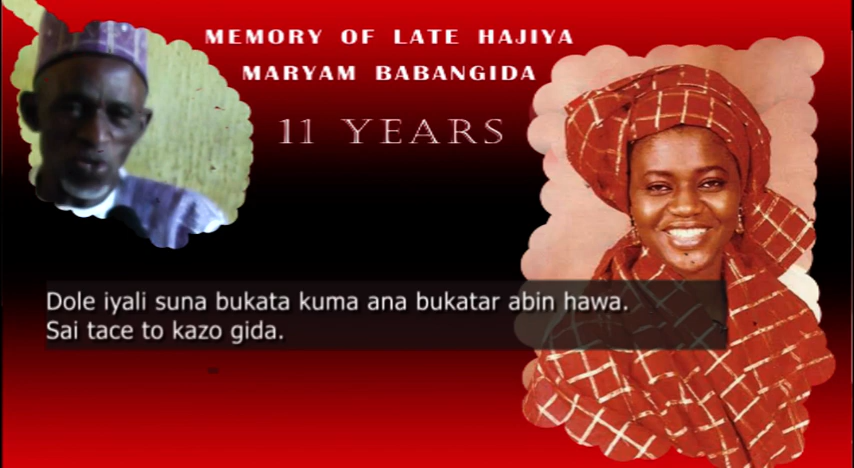 MEMORY OF LATE HAJIYA
MARYAM BABANGIDA
11 YEARS
Dole iyali suna bukata kuma ana bukatar abin hawa.
Sai tace to kazo gida.